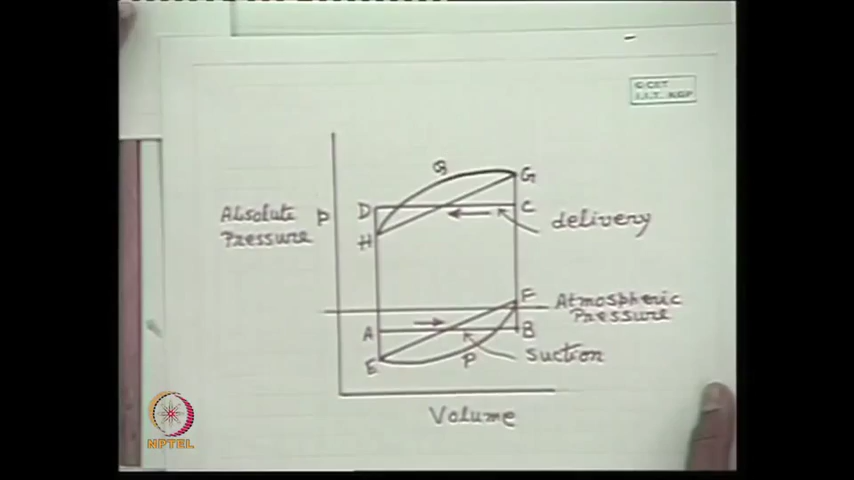 G CET
I.I.T. KGP
Q
G
Absolute
Pressure
p
D
C
H
delivery
F
Atmospheric
Pressure
A
B
suction
E
P
Volume
NPTEL